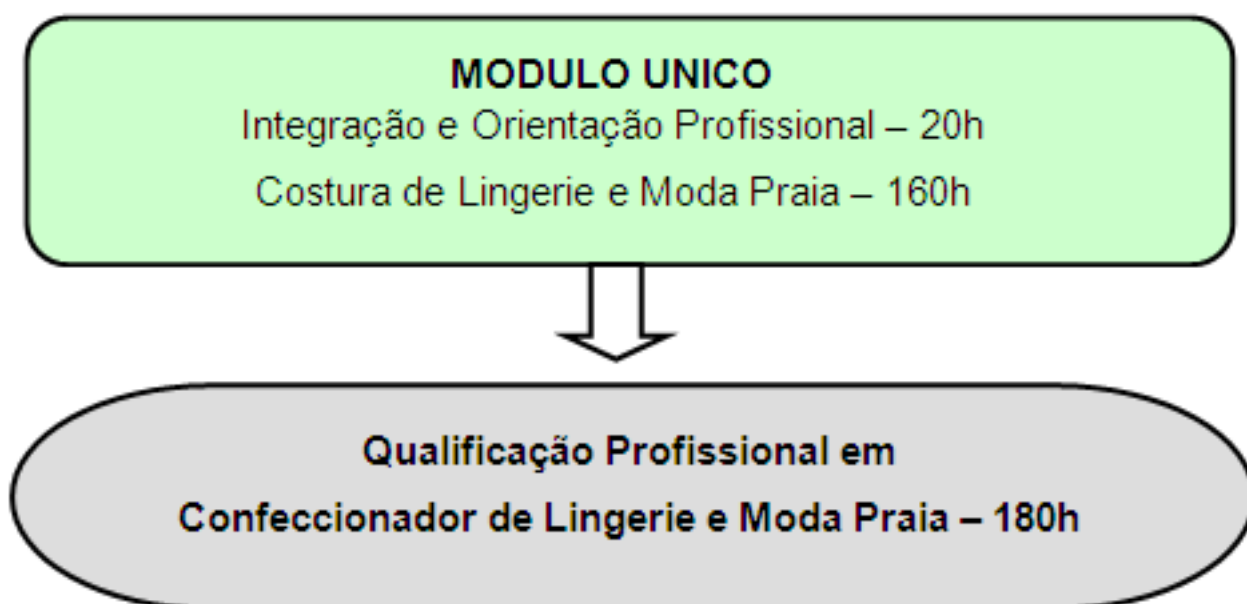 MODULO UNICO
Integração e Orientação Profissional – 20h
Costura de Lingerie e Moda Praia – 160h
Qualificação Profissional em
Confeccionador de Lingerie e Moda Praia – 180h